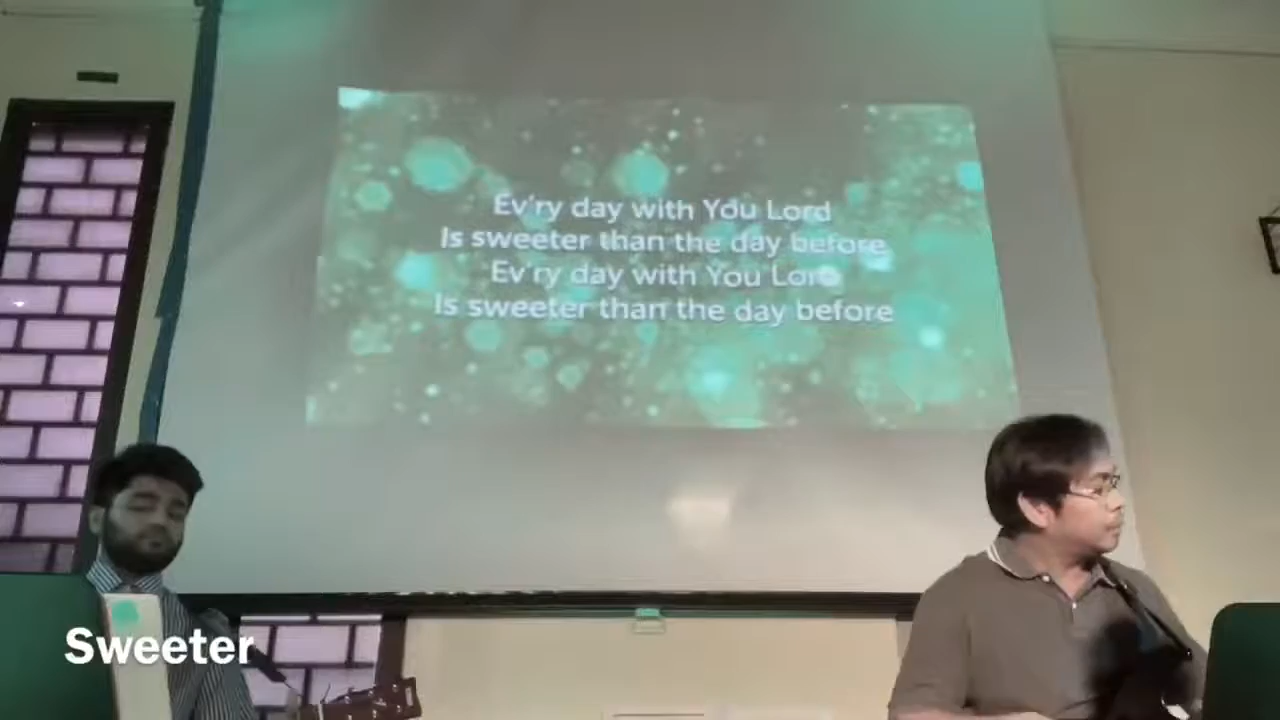 Ev'ry day with You Lord
Is sweeter than the day before
Ev'ry day with You Lord
Is sweeter than the day before
Sweeter